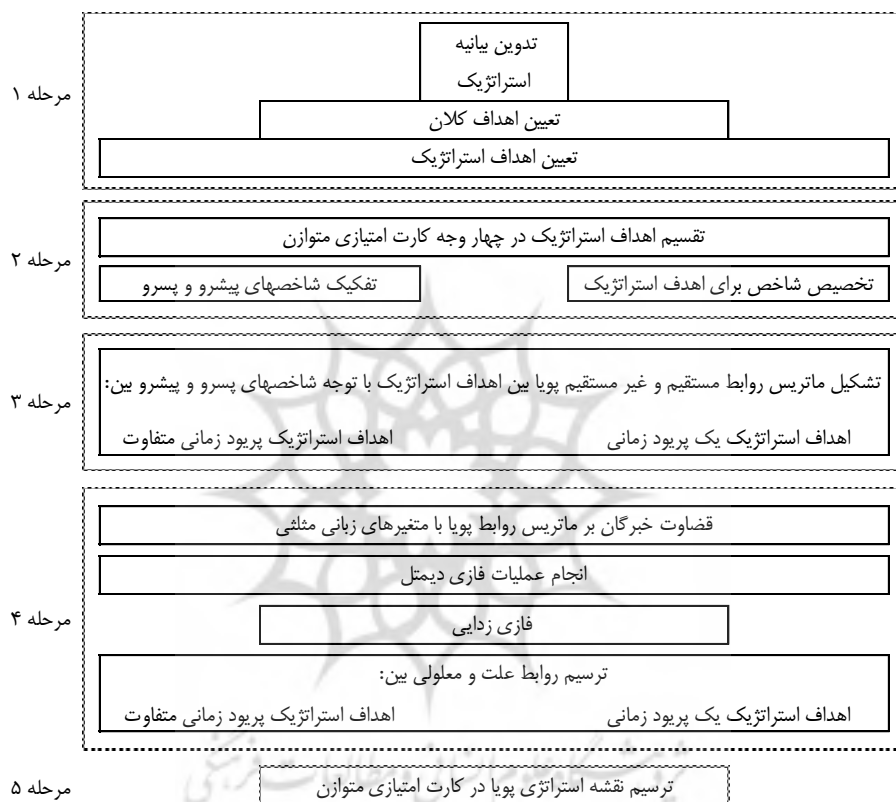 مرحله ۱
تدوین بیانیه
استراتژیک
تعیین اهداف کلان
تعیین اهداف استراتژیک
مرحله ۲
تقسیم اهداف استراتژیک در چهار وجه کارت امتیازی متوازن
تخصیص شاخص برای اهدف استراتژیک
تفکیک شاخصهای پیشرو و پسرو
مرحله ۳
تشکیل ماتریس روابط مستقیم و غیر مستقیم پویا بین اهداف استراتژیک با توجه شاخصهای پسرو و پیشرو بین:
اهداف استراتژیک یک پریود زمانی
اهداف استراتژیک پریود زمانی متفاوت
مرحله ۴
قضاوت خبرگان بر ماتریس روابط پویا با متغیرهای زبانی مثلثی
انجام عملیات فازی دیمتل
فازی زدایی
ترسیم روابط علت و معلولی بین:
اهداف استراتژیک یک پریود زمانی
اهداف استراتژیک پریود زمانی متفاوت
پژوهشگاه علوم انسانی و مطالعات فرهنگی
مرحله ۵
ترسیم نقشه استراتژی پویا در کارت امتیازی متوازن